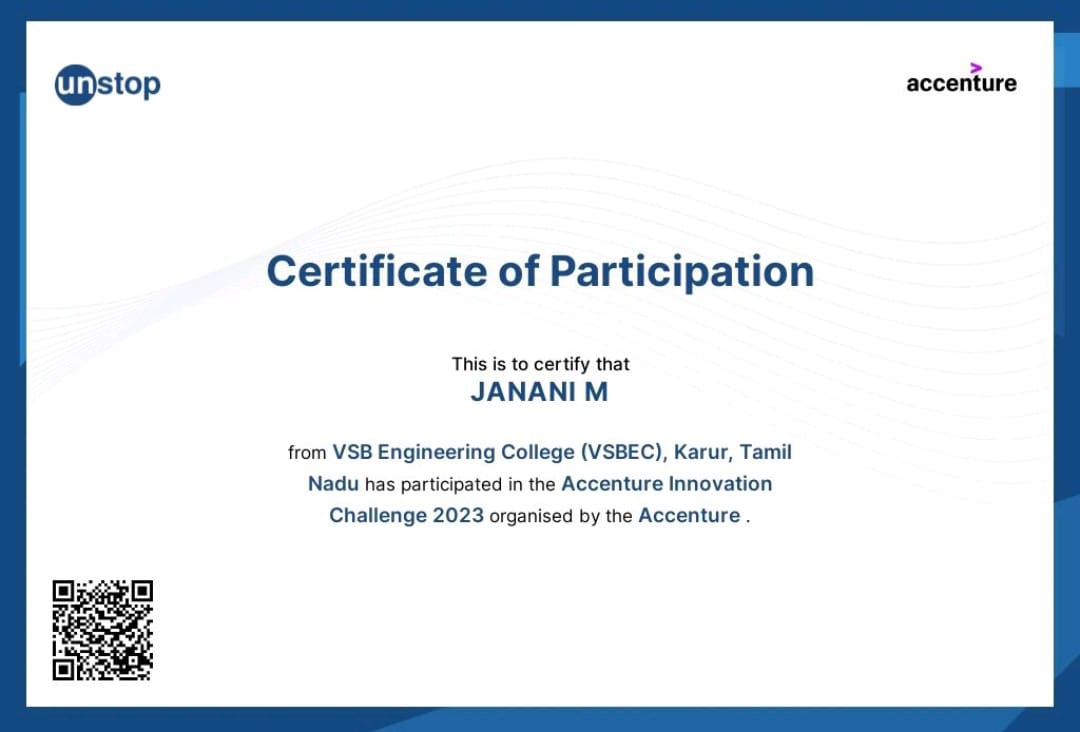 unstop
accenture
Certificate of Participation
This is to certify that
JANANI M
from VSB Engineering College (VSBEC), Karur, Tamil
Nadu has participated in the Accenture Innovation
Challenge 2023 organised by the Accenture .